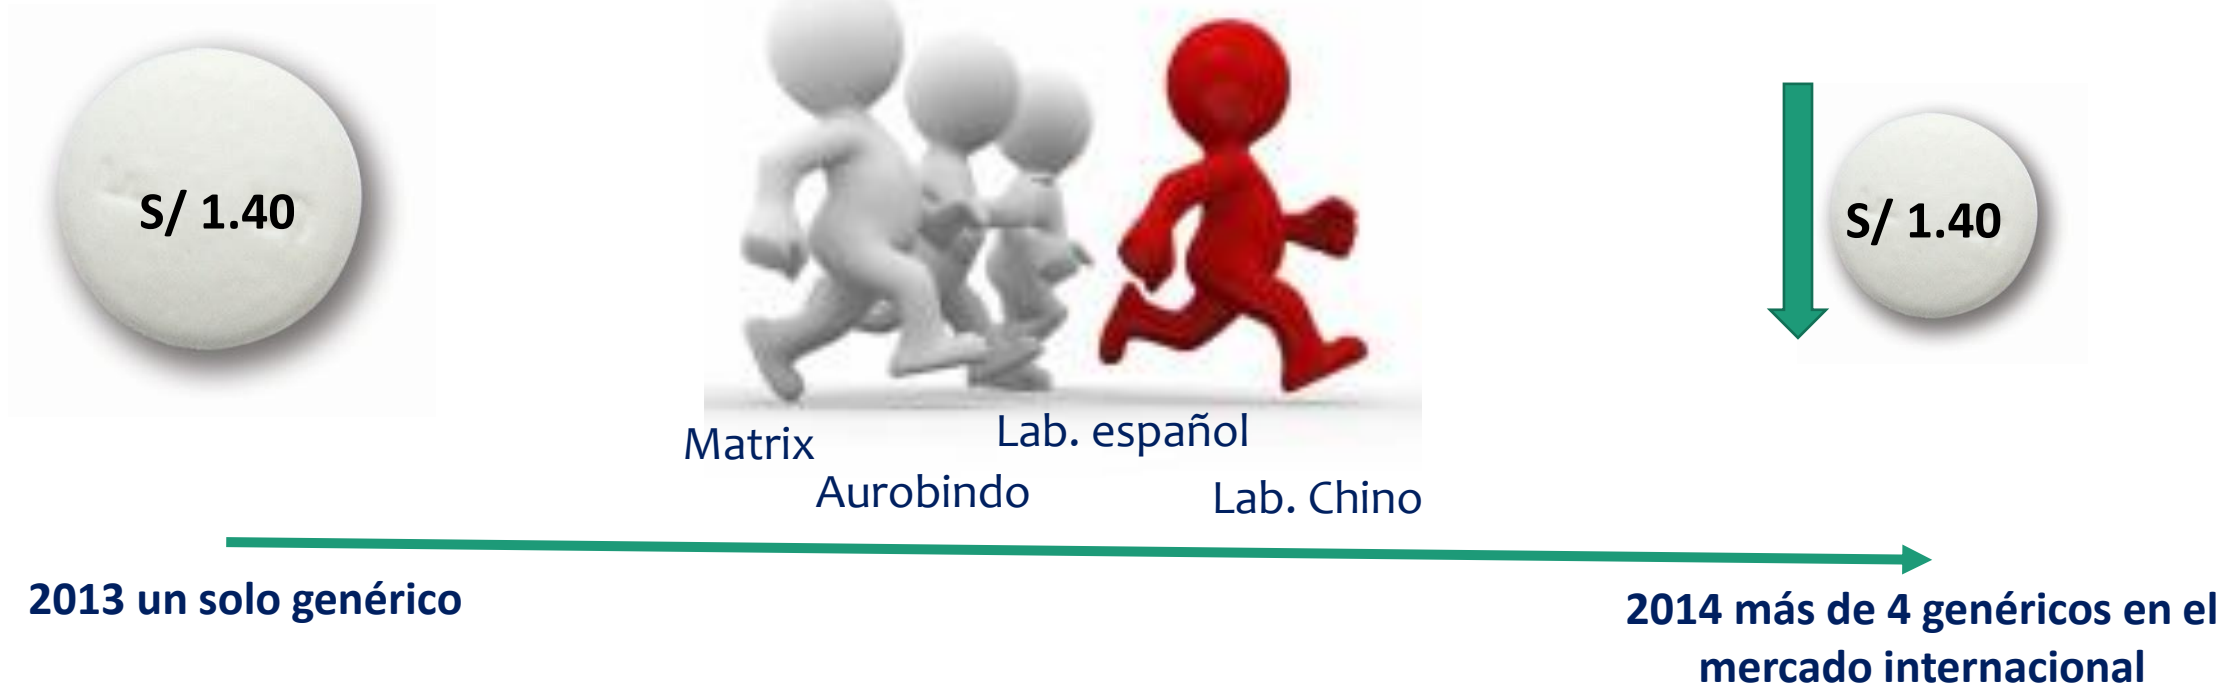 S/ 1.40
S/ 1.40
Matrix
Lab. español
Aurobindo
Lab. Chino
2013 un solo genérico
2014 más de 4 genéricos en el
mercado internacional